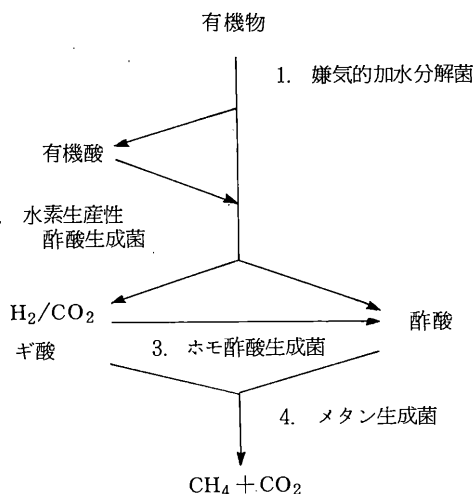 有機物
1. 嫌気的加水分解菌
有機酸
水素生産性
酢酸生成菌
H₂/CO₂
ギ酸
酢酸
3. ホモ酢酸生成菌
4. メタン生成菌
CH₄+CO₂